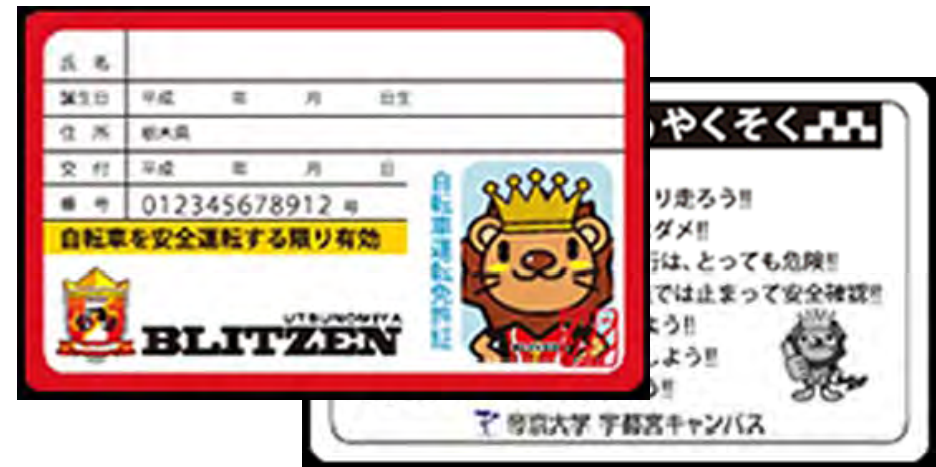 氏 名
誕生日 平成 年 月 日生
住 所 栃木県
交 付 平成 年 月 日
番 号 012345678912 号
自転車を安全運転する限り有効
UTSUNOMIYA
BLITZEN
自転車運転免許証
やくそく
り走ろう!!
ダメ!!
は、とっても危険!!
では止まって安全確認!!
よう!!
しよう!!
帝京大学 宇都宮キャンパス